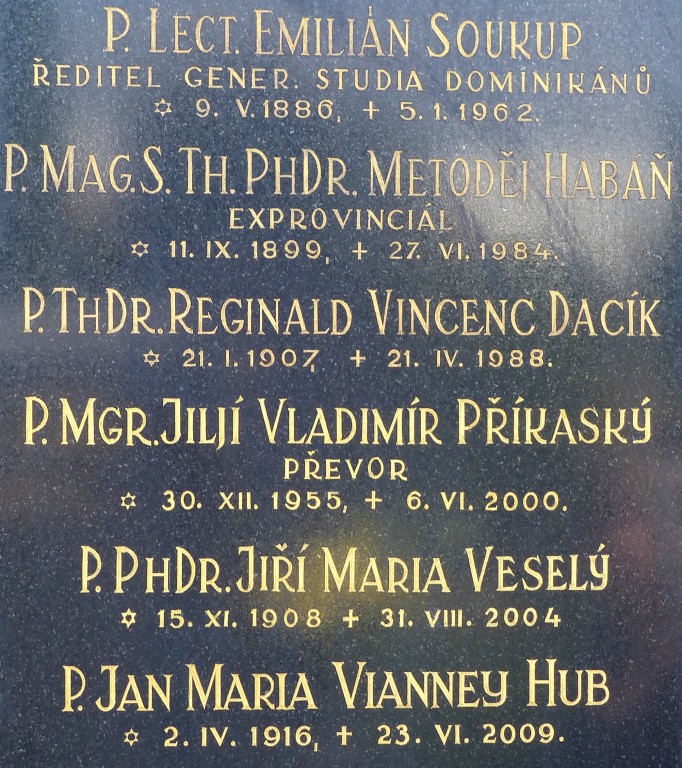 P. LECT. EMILIÁN SOUKUP
ŘEDITEL GENER. STUDIA DOMINIKÁNŮ
✡ 9. V. 1886, + 5. 1. 1962.
P. MAG. S. TH. PHDR. METODĚJ HABÁŇ
EXPROVINCIÁL
✡ 11. IX. 1899, + 27. VI. 1984.
P. THDR. REGINALD VINCENC DACÍK
✡ 21. I. 1907, + 21. IV. 1988.
P. MGR. JILJÍ VLADIMÍR PŘÍKASKÝ
PŘEVOR
✡ 30. XII. 1955, + 6. VI. 2000.
P. PHDR. JIŘÍ MARIA VESELÝ
✡ 15. XI. 1908 + 31. VIII. 2004
P. JAN MARIA VIANNEY HUB
✡ 2. IV. 1916, + 23. VI. 2009.